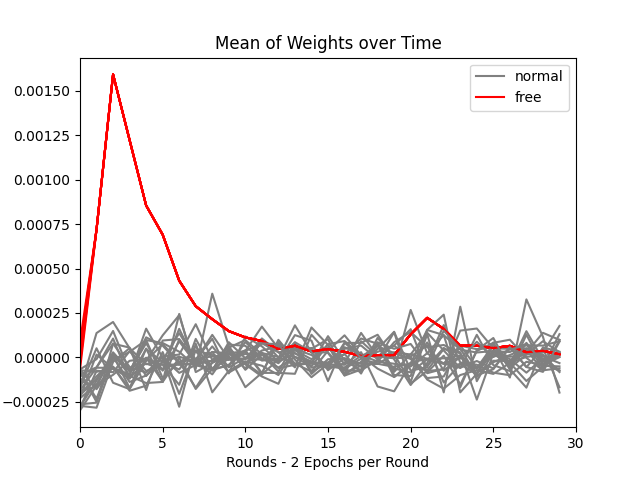 Mean of Weights over Time
normal
free
0.00150
0.00125
0.00100
0.00075
0.00050
0.00025
0.00000
−0.00025
0 5 10 15 20 25 30
Rounds - 2 Epochs per Round